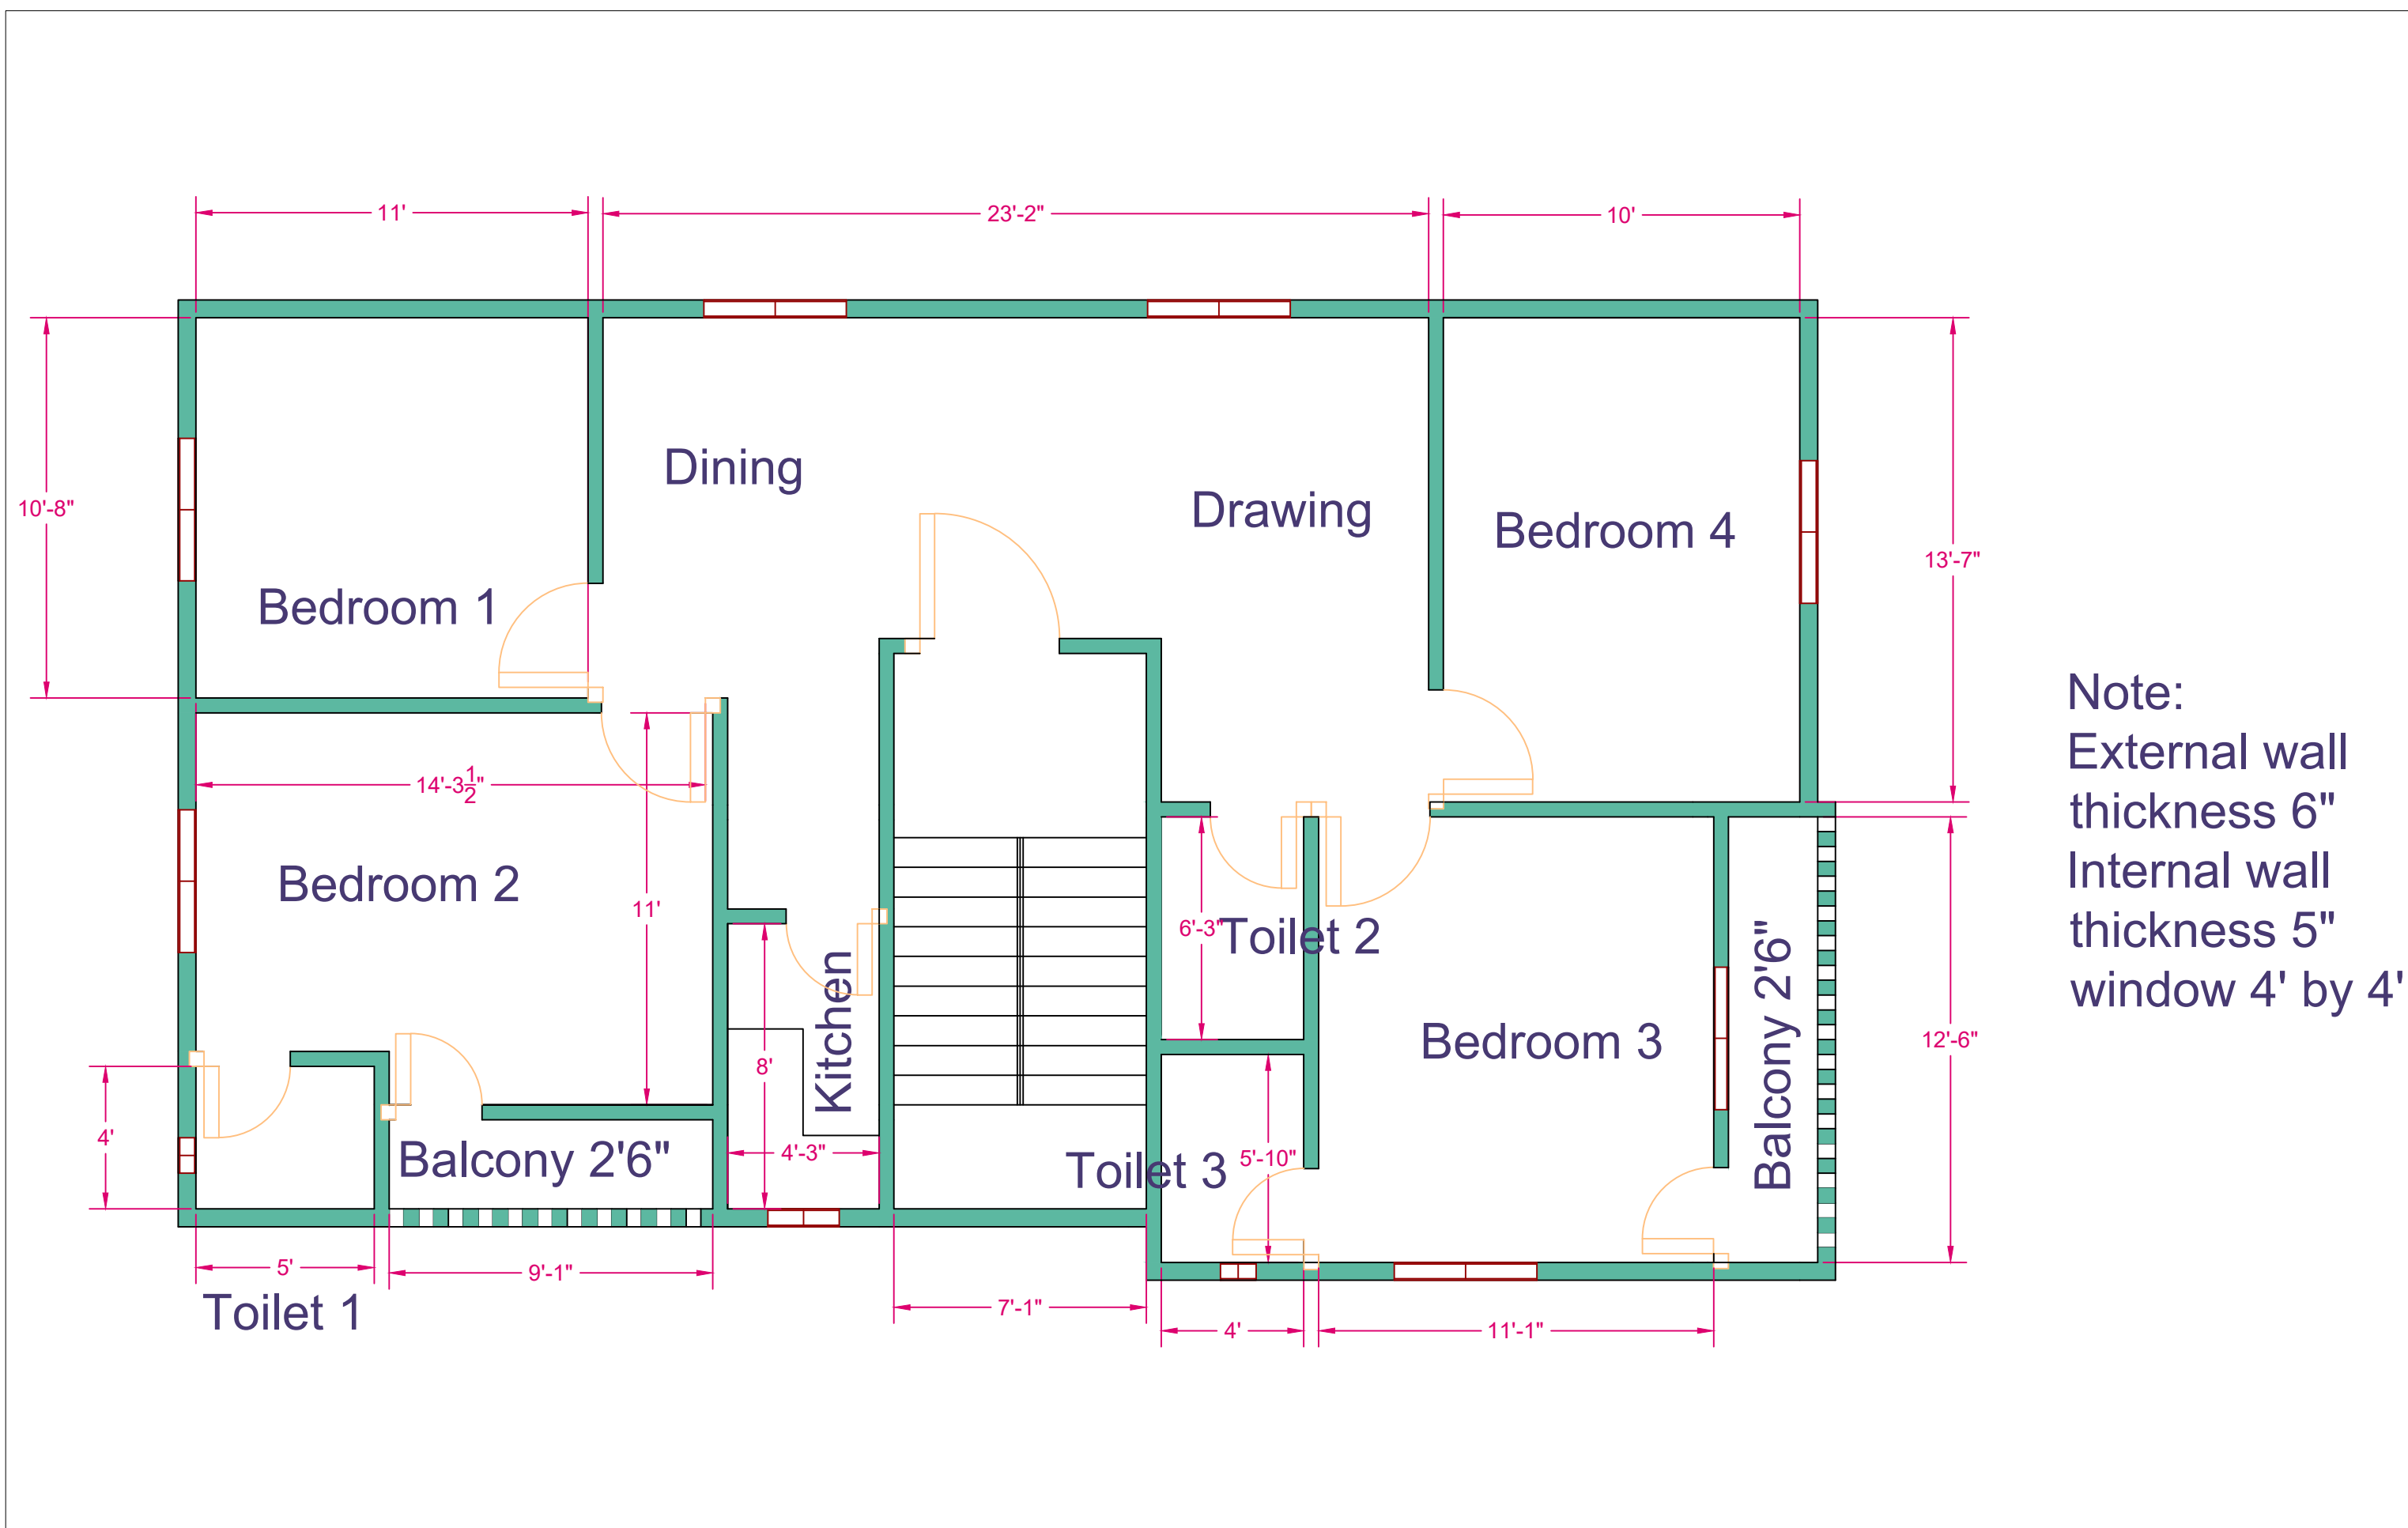 11'
23'-2"
10'
10'-8"
Dining
Drawing
Bedroom 4
13'-7"
Bedroom 1
Note:
External wall
thickness 6"
Internal wall
thickness 5"
window 4' by 4'
14'-3 1/2"
Bedroom 2
11'
6'-3"
Toilet 2
Kitchen
Bedroom 3
Balcony 2'6"
12'-6"
8'
4'
Balcony 2'6"
4'-3"
Toilet 3
5'-10"
5'
9'-1"
7'-1"
4'
11'-1"
Toilet 1